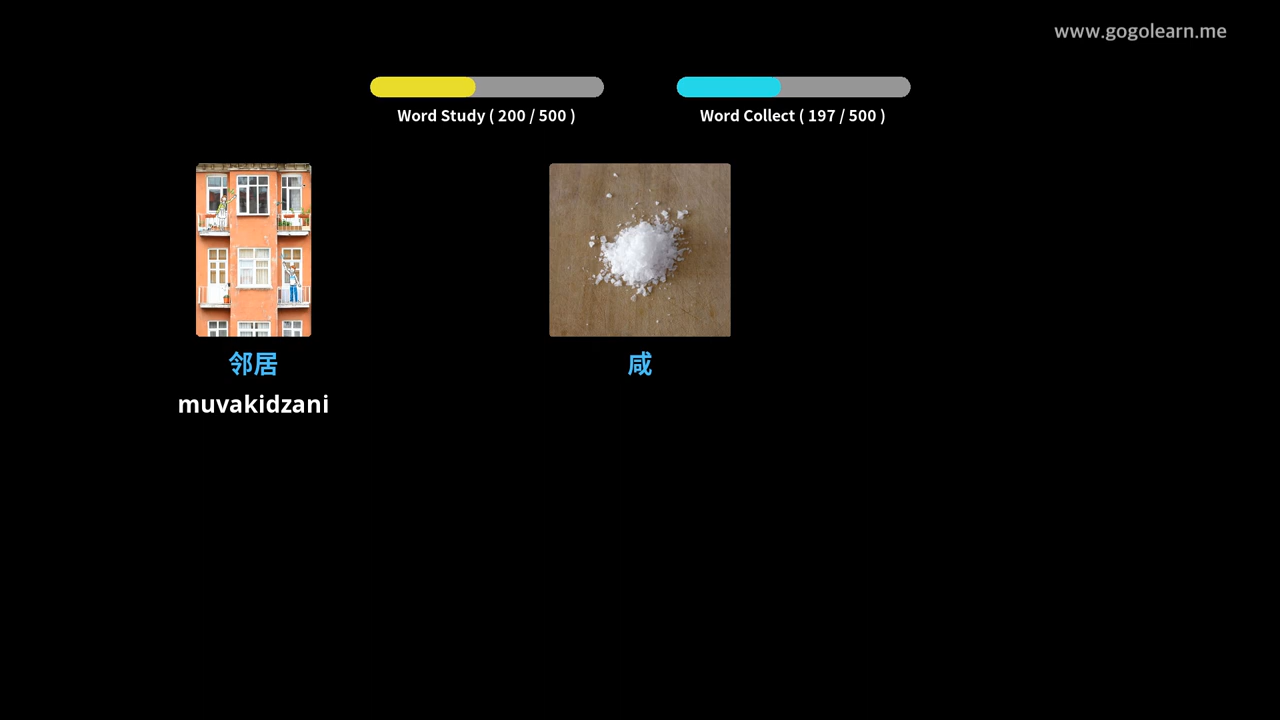 www.gogolearn.me
Word Study ( 200 / 500 )
Word Collect ( 197 / 500 )
邻居
咸
muvakidzani